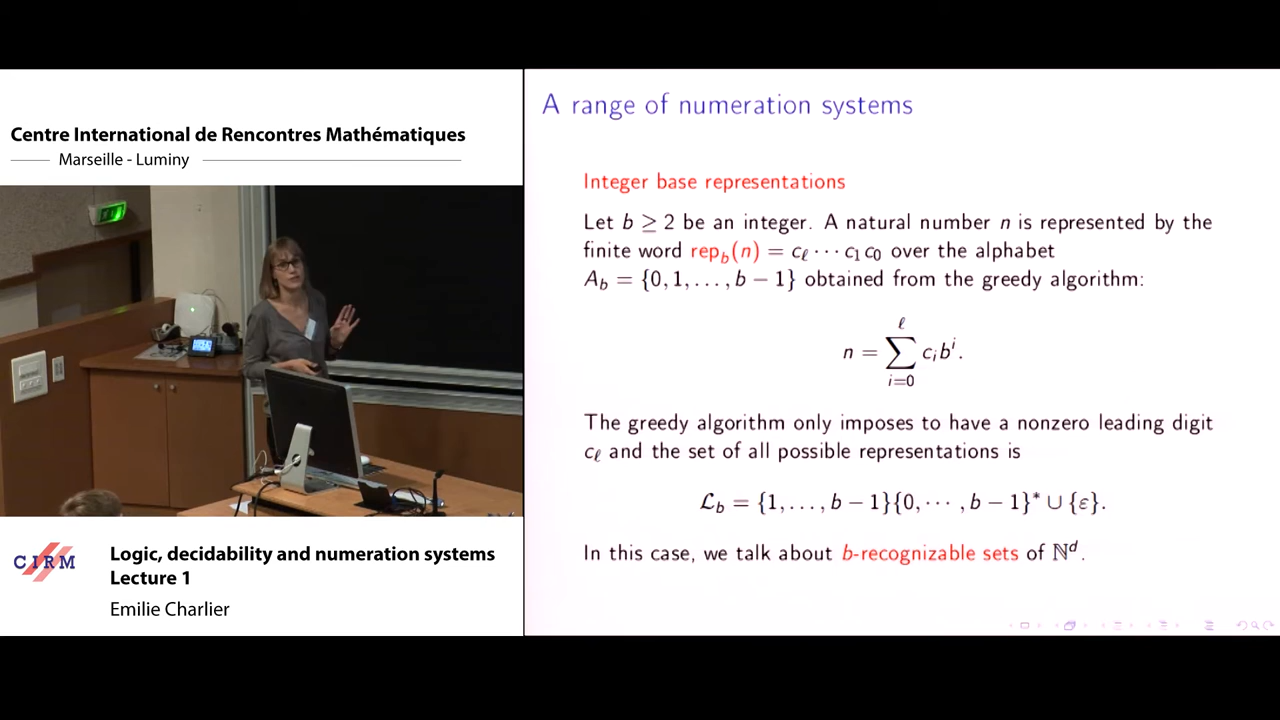 Centre International de Rencontres Mathématiques
Marseille - Luminy
CIRM
Logic, decidability and numeration systems
Lecture 1
Emilie Charlier
A range of numeration systems
Integer base representations
Let b ≥ 2 be an integer. A natural number n is represented by the
finite word rep_b(n) = c_ℓ ⋯ c_1 c_0 over the alphabet
A_b = {0, 1, …, b − 1} obtained from the greedy algorithm:
n = ∑_{i=0}^{ℓ} c_i b^i.
The greedy algorithm only imposes to have a nonzero leading digit
c_ℓ and the set of all possible representations is
ℒ_b = {1, …, b − 1}{0, ⋯ , b − 1}* ∪ {ε}.
In this case, we talk about b-recognizable sets of ℕ^d.